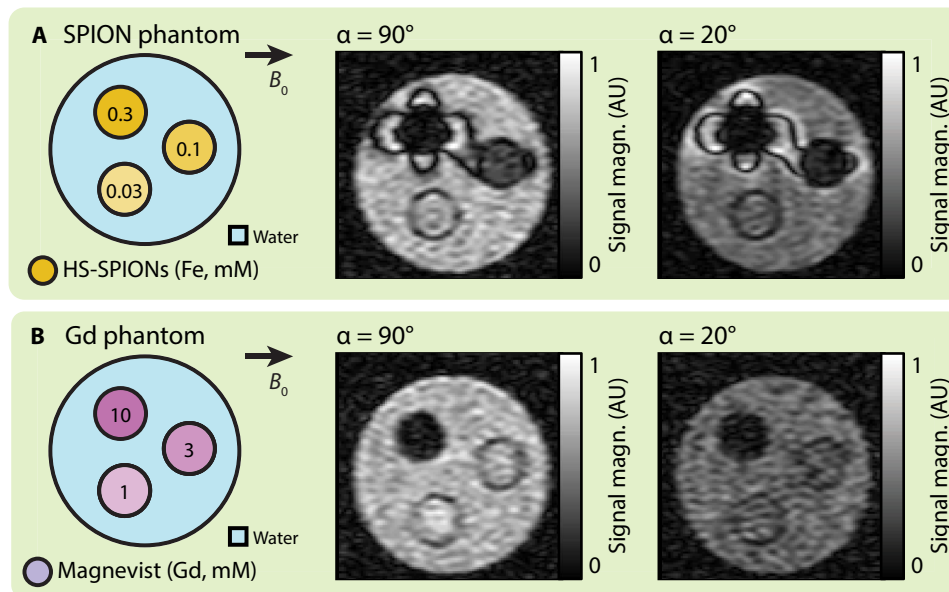 A SPION phantom
B0
α = 90°
α = 20°
0.3
0.1
0.03
Water
HS-SPIONs (Fe, mM)
1
Signal magn. (AU)
0
1
Signal magn. (AU)
0
B Gd phantom
B0
α = 90°
α = 20°
10
3
1
Water
Magnevist (Gd, mM)
1
Signal magn. (AU)
0
1
Signal magn. (AU)
0